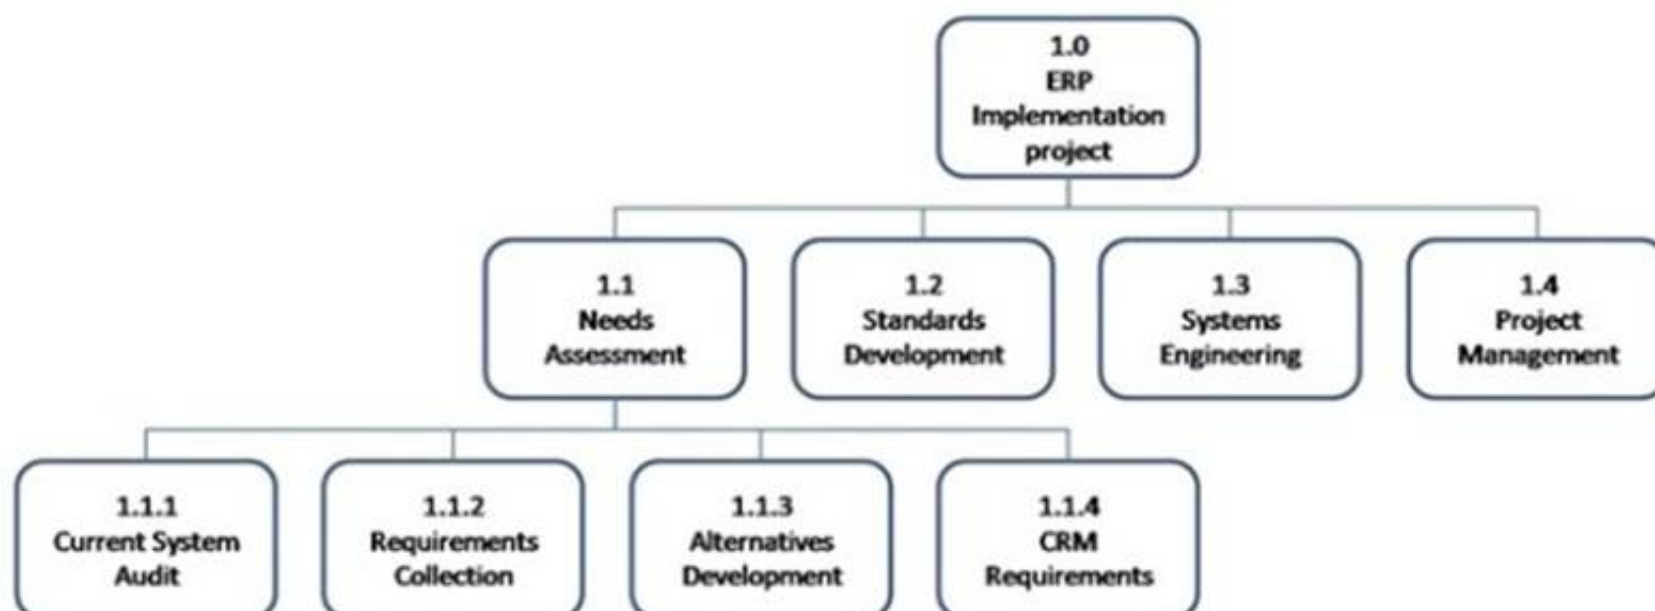 1.0
ERP
Implementation
project
1.1
Needs
Assessment
1.2
Standards
Development
1.3
Systems
Engineering
1.4
Project
Management
1.1.1
Current System
Audit
1.1.2
Requirements
Collection
1.1.3
Alternatives
Development
1.1.4
CRM
Requirements